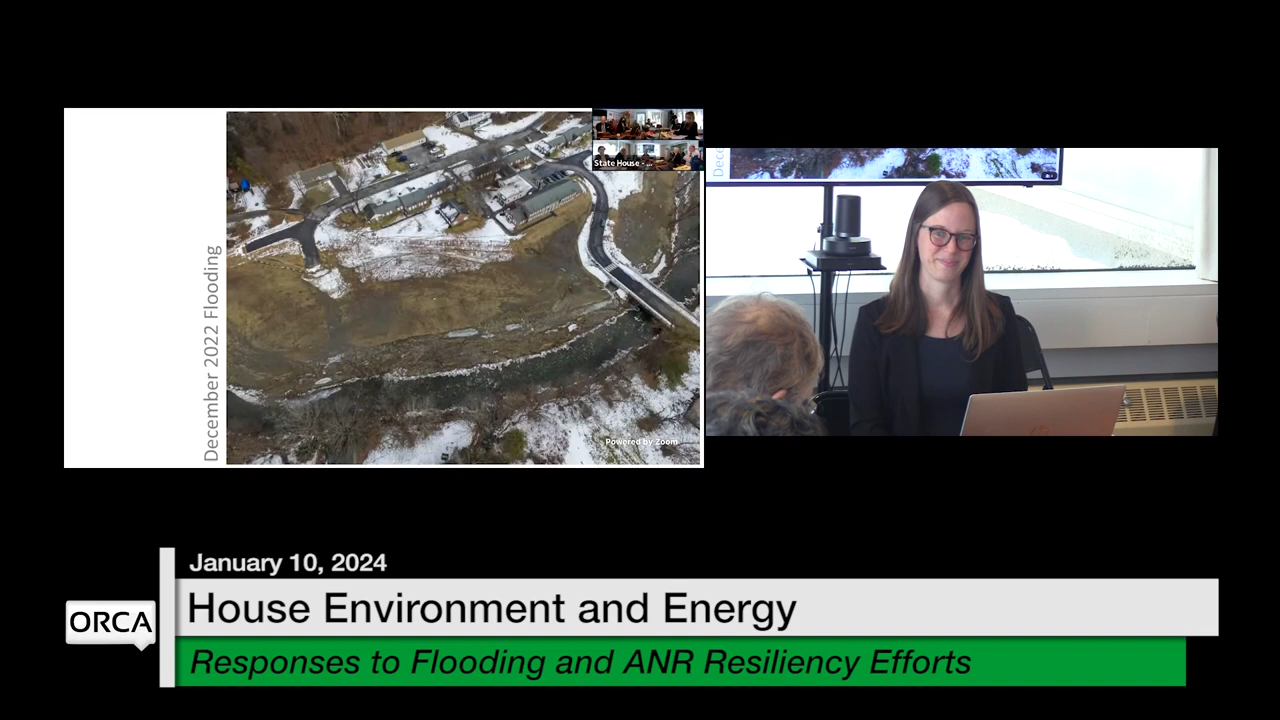 December 2022 Flooding
State House - ...
Powered by Zoom
Dece
January 10, 2024
House Environment and Energy
ORCA
Responses to Flooding and ANR Resiliency Efforts